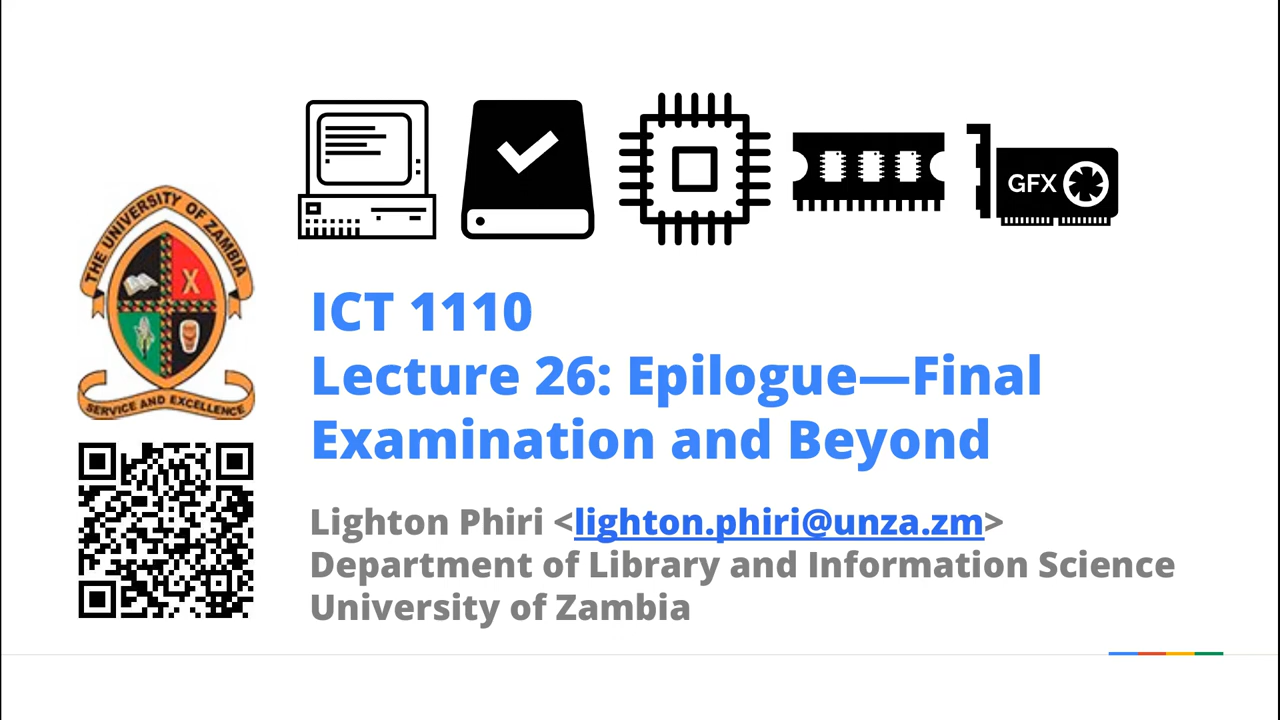 GFX
THE UNIVERSITY OF ZAMBIA
SERVICE AND EXCELLENCE
ICT 1110
Lecture 26: Epilogue—Final
Examination and Beyond
Lighton Phiri <lighton.phiri@unza.zm>
Department of Library and Information Science
University of Zambia